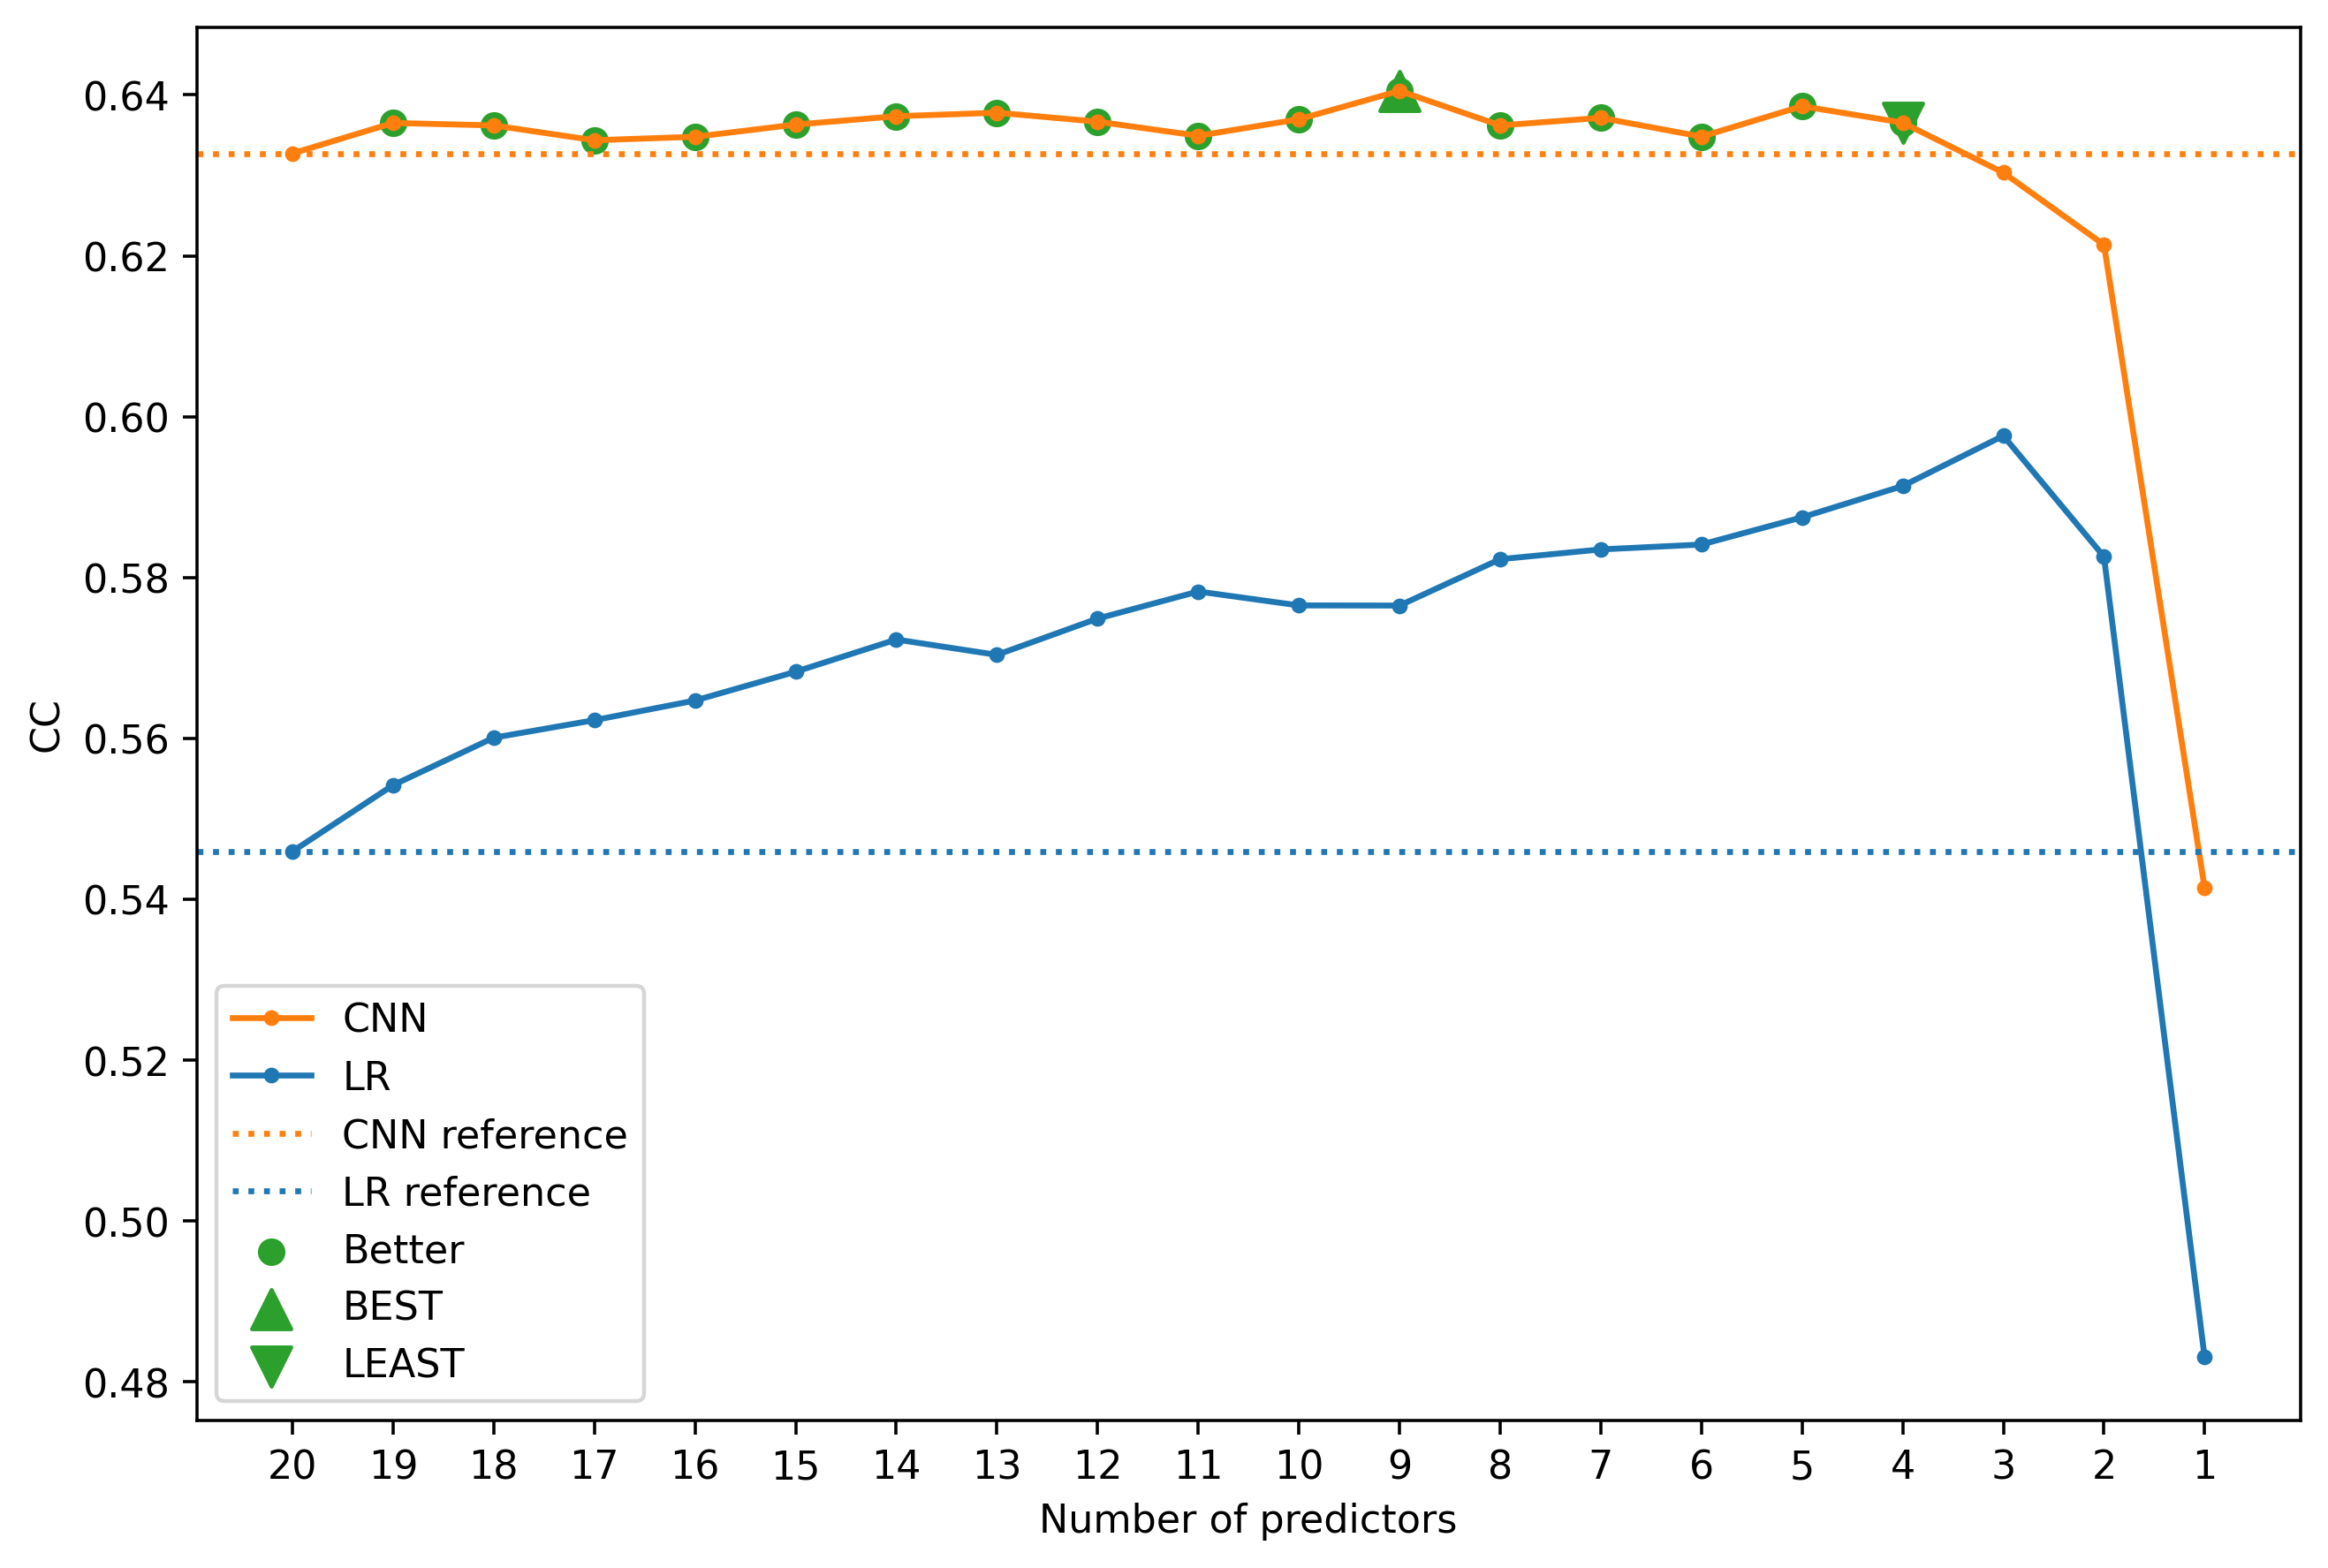 0.64
0.62
0.60
0.58
0.56
0.54
0.52
0.50
0.48
CC
CNN
LR
CNN reference
LR reference
Better
BEST
LEAST
20 19 18 17 16 15 14 13 12 11 10 9 8 7 6 5 4 3 2 1
Number of predictors